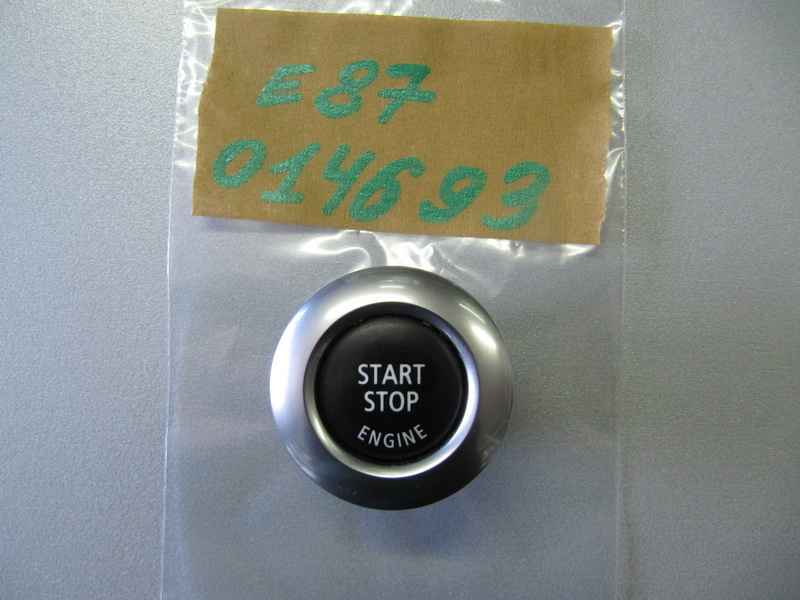 E87
014693
START
STOP
ENGINE